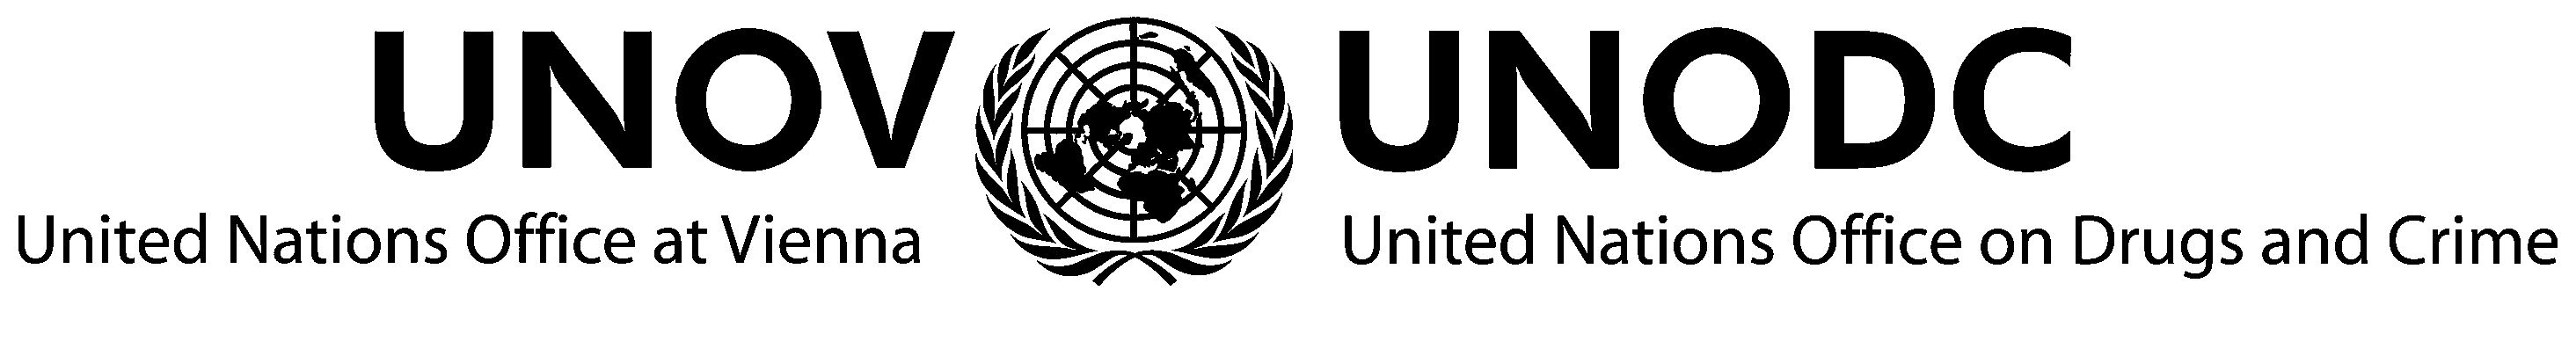 UNOV
United Nations Office at Vienna
UNODC
United Nations Office on Drugs and Crime